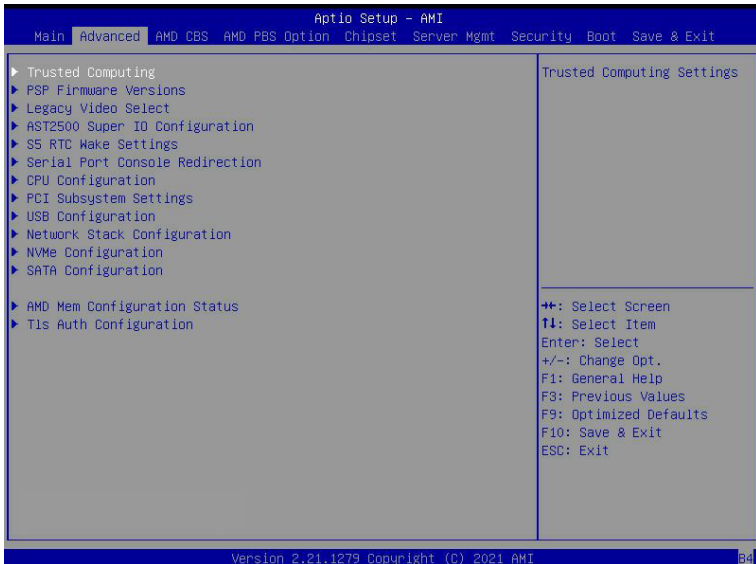 Aptio Setup - AMI
Main Advanced AMD CBS AMD PBS Option Chipset Server Mgmt Security Boot Save & Exit
Trusted Computing
PSP Firmware Versions
Legacy Video Select
AST2500 Super IO Configuration
S5 RTC Wake Settings
Serial Port Console Redirection
CPU Configuration
PCI Subsystem Settings
USB Configuration
Network Stack Configuration
NVMe Configuration
SATA Configuration
AMD Mem Configuration Status
Tls Auth Configuration
Trusted Computing Settings
→←: Select Screen
↑↓: Select Item
Enter: Select
+/-: Change Opt.
F1: General Help
F3: Previous Values
F9: Optimized Defaults
F10: Save & Exit
ESC: Exit
Version 2.21.1279 Copyright (C) 2021 AMI
B4